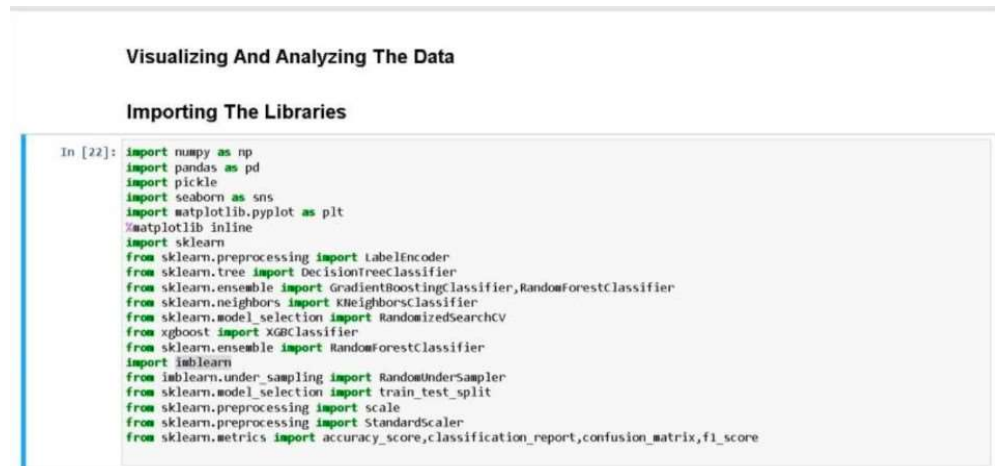 Visualizing And Analyzing The Data
Importing The Libraries
In [22]: import numpy as np
import pandas as pd
import pickle
import seaborn as sns
import matplotlib.pyplot as plt
%matplotlib inline
import sklearn
from sklearn.preprocessing import LabelEncoder
from sklearn.tree import DecisionTreeClassifier
from sklearn.ensemble import GradientBoostingClassifier,RandomForestClassifier
from sklearn.neighbors import KNeighborsClassifier
from sklearn.model_selection import RandomizedSearchCV
from xgboost import XGBClassifier
from sklearn.ensemble import RandomForestClassifier
import imblearn
from imblearn.under_sampling import RandomUnderSampler
from sklearn.model_selection import train_test_split
from sklearn.preprocessing import scale
from sklearn.preprocessing import StandardScaler
from sklearn.metrics import accuracy_score,classification_report,confusion_matrix,f1_score